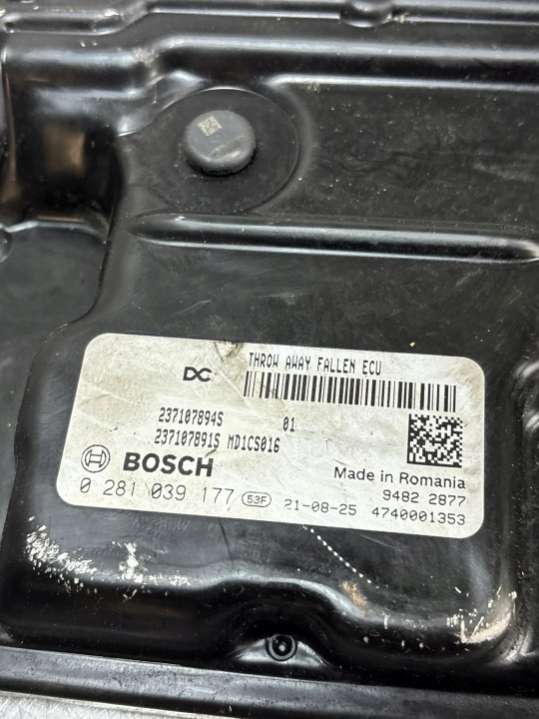 THROW AWAY FALLEN ECU
DC
237107894S 01
237107891S MD1CS016
BOSCH
Made in Romania
9482 2877
0 281 039 177 53F 21-08-25 4740001353